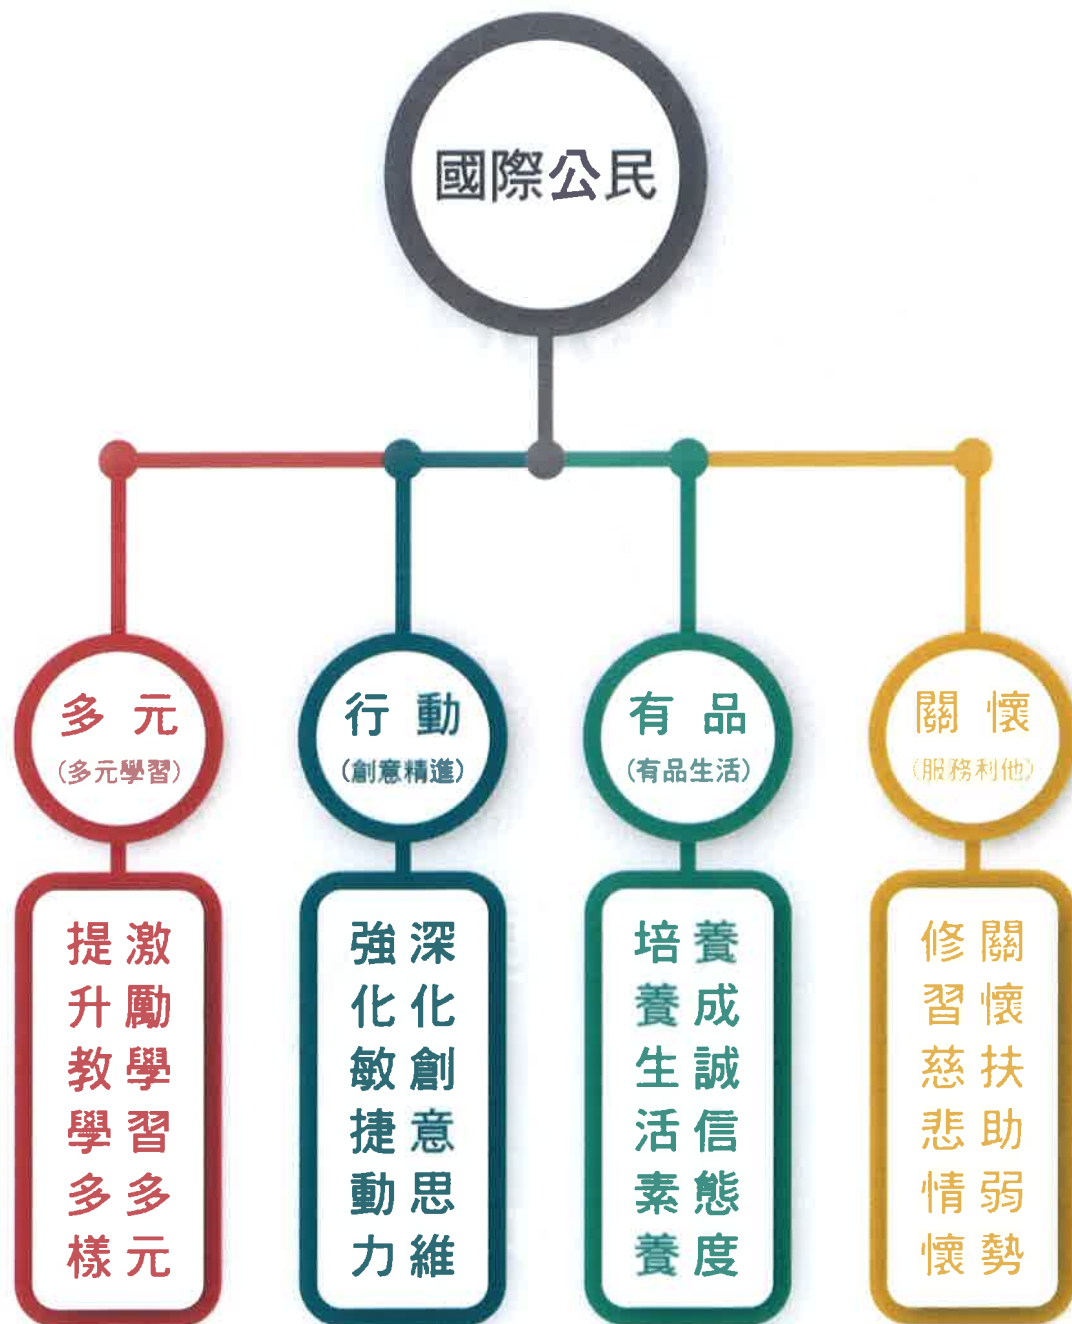 國際公民
多元
(多元學習)
激勵學習多元
提升教學多樣
行動
(創意精進)
深化創意思維
強化敏捷動力
有品
(有品生活)
養成誠信態度
培養生活素養
關懷
(服務利他)
關懷扶助弱勢
修習慈悲情懷